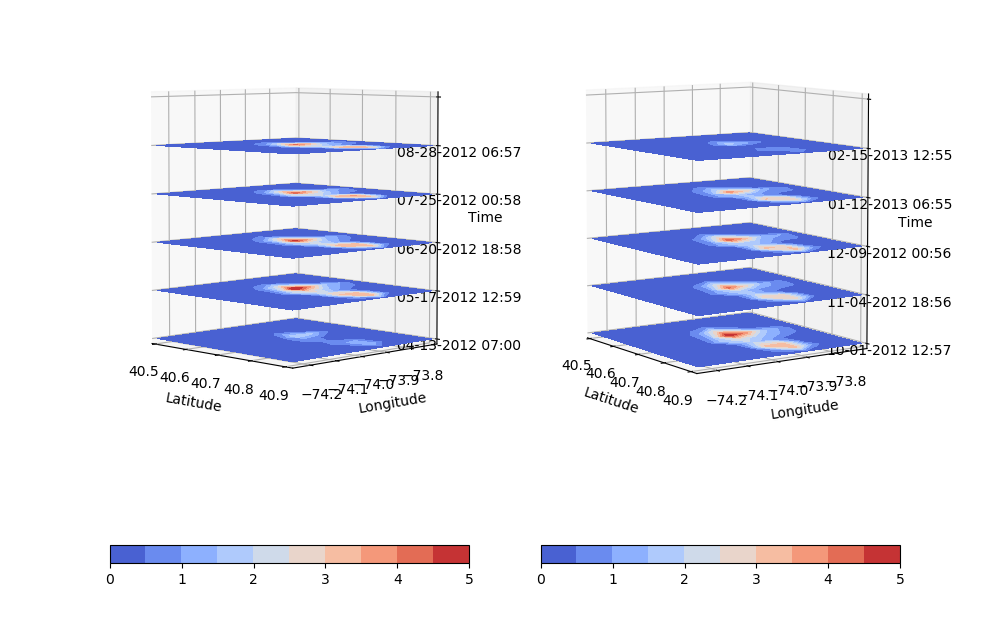 08-28-2012 06:57
07-25-2012 00:58
Time
06-20-2012 18:58
05-17-2012 12:59
04-13-2012 07:00
40.5 40.6 40.7 40.8 40.9
Latitude
−74.2 −74.1 −74.0 −73.9 −73.8
Longitude
0 1 2 3 4 5
02-15-2013 12:55
01-12-2013 06:55
Time
12-09-2012 00:56
11-04-2012 18:56
10-01-2012 12:57
40.5 40.6 40.7 40.8 40.9
Latitude
−74.2 −74.1 −74.0 −73.9 −73.8
Longitude
0 1 2 3 4 5